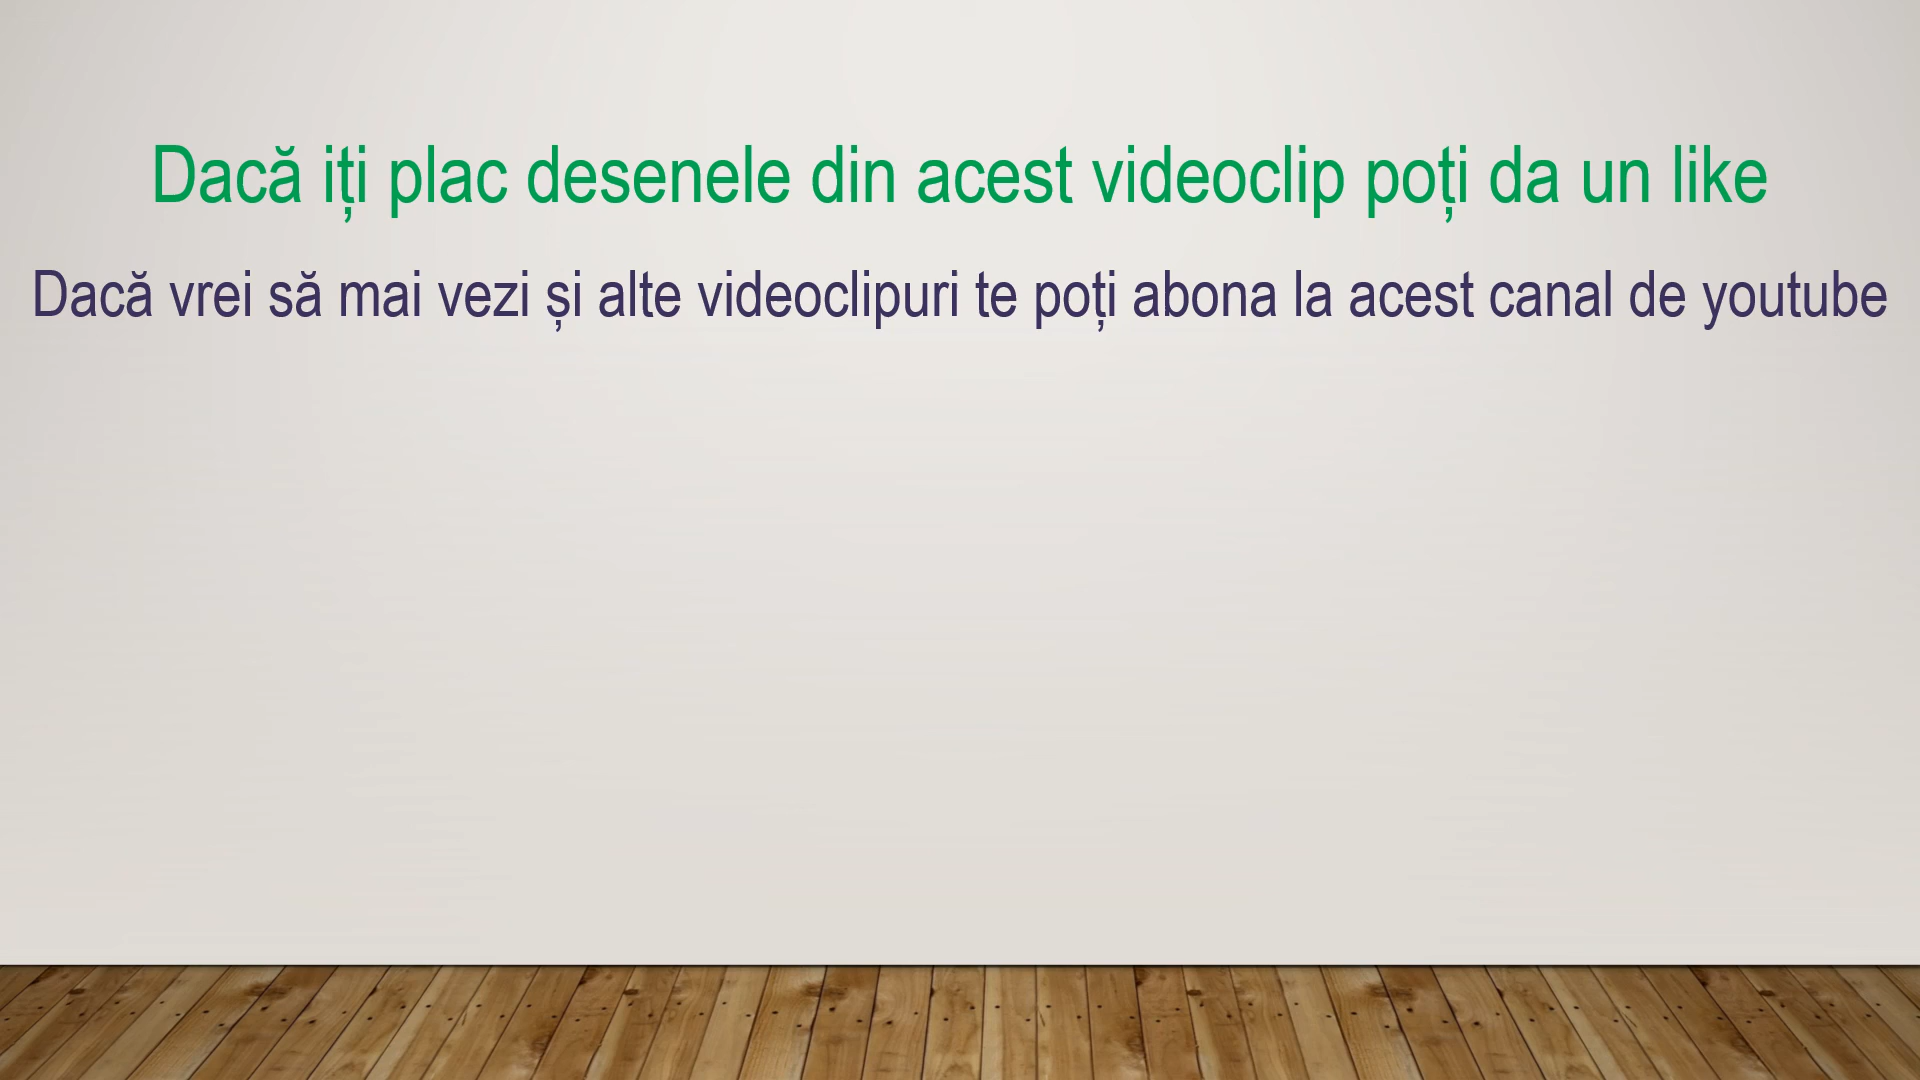 Dacă iți plac desenele din acest videoclip poți da un like
Dacă vrei să mai vezi și alte videoclipuri te poți abona la acest canal de youtube